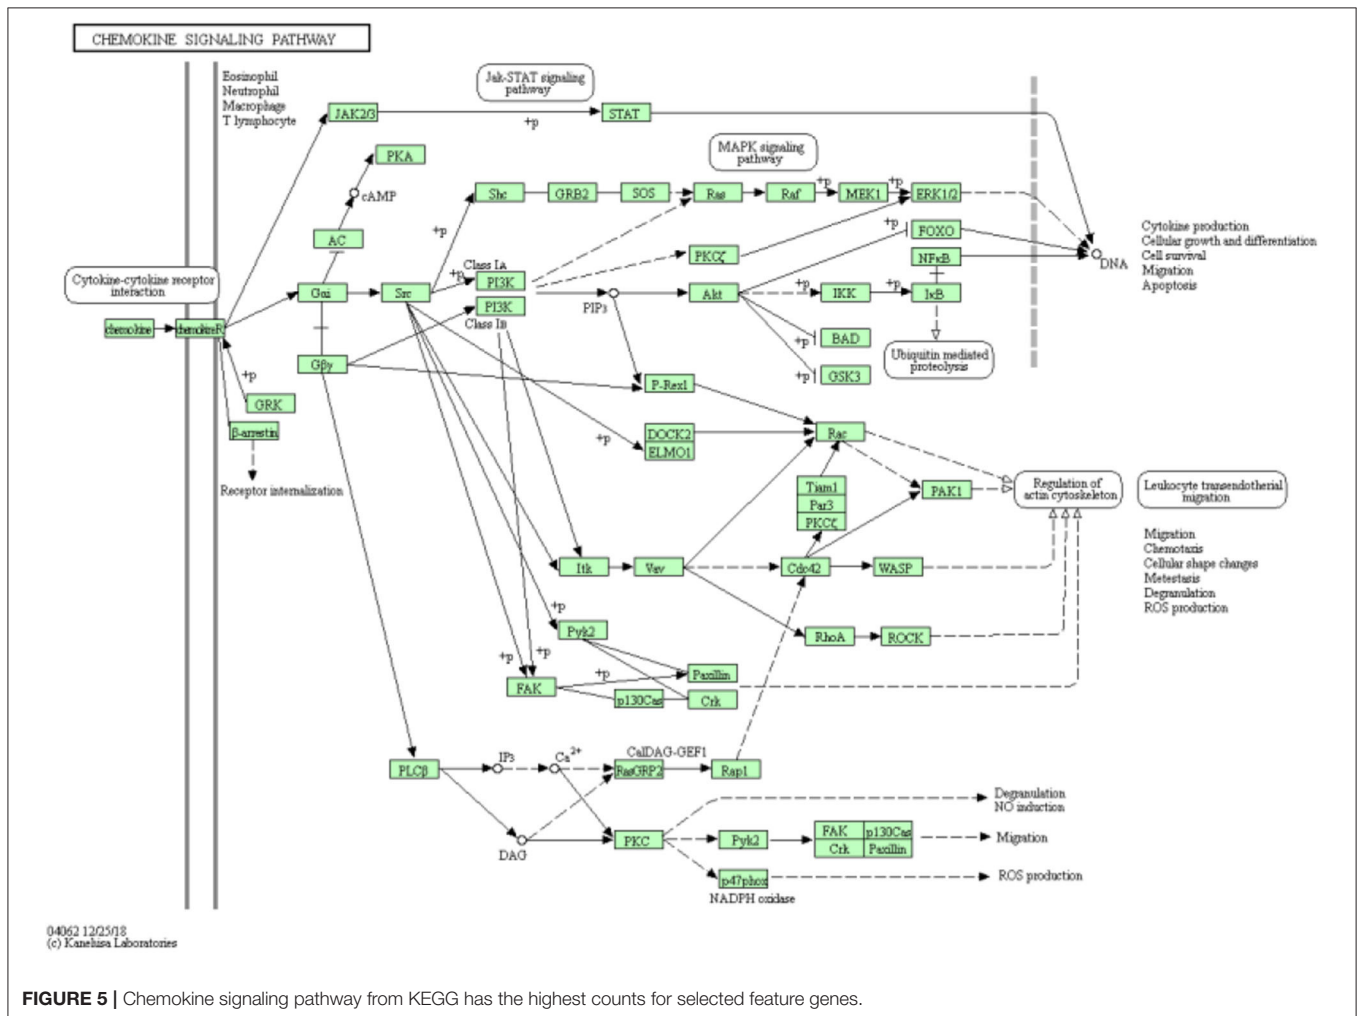 CHEMOKINE SIGNALING PATHWAY
Eosinophil
Neutrophil
Macrophage
T lymphocyte
Jak-STAT signaling
pathway
JAK2/3
+p
STAT
MAPK signaling
pathway
PKA
cAMP
AC
Shc
GRB2
SOS
Ras
Raf
+p
MEK1
+p
ERK1/2
+p
+p
FOXO
PKCζ
NFκB
DNA
Cytokine production
Cellular growth and differentiation
Cell survival
Migration
Apoptosis
Cytokine-cytokine receptor
interaction
Class IA
+p
PI3K
PI3K
Class IB
Gαi
Src
PIP3
Akt
+p
IKK
+p
IκB
chemokine
chemokineR
+p
BAD
Ubiquitin mediated
proteolysis
Gβγ
+p
GSK3
+p
P-Rex1
GRK
β-arrestin
Receptor internalization
+p
DOCK2
ELMO1
Rac
Tiam1
Par3
PKCζ
PAK1
Regulation of
actin cytoskeleton
Leukocyte transendotherial
migration
Migration
Chemotaxis
Cellular shape changes
Metestasis
Degranulation
ROS production
Itk
Vav
Cdc42
WASP
+p
Pyk2
RhoA
ROCK
+p
+p
+p
FAK
Paxillin
p130Cas
Crk
PLCβ
IP3
Ca2+
CalDAG-GEF1
RasGRP2
Rap1
Degranulation
NO induction
DAG
PKC
Pyk2
FAK
p130Cas
Crk
Paxillin
Migration
p47phox
NADPH oxidase
ROS production
04062 12/25/18
(c) Kanehisa Laboratories
FIGURE 5 | Chemokine signaling pathway from KEGG has the highest counts for selected feature genes.